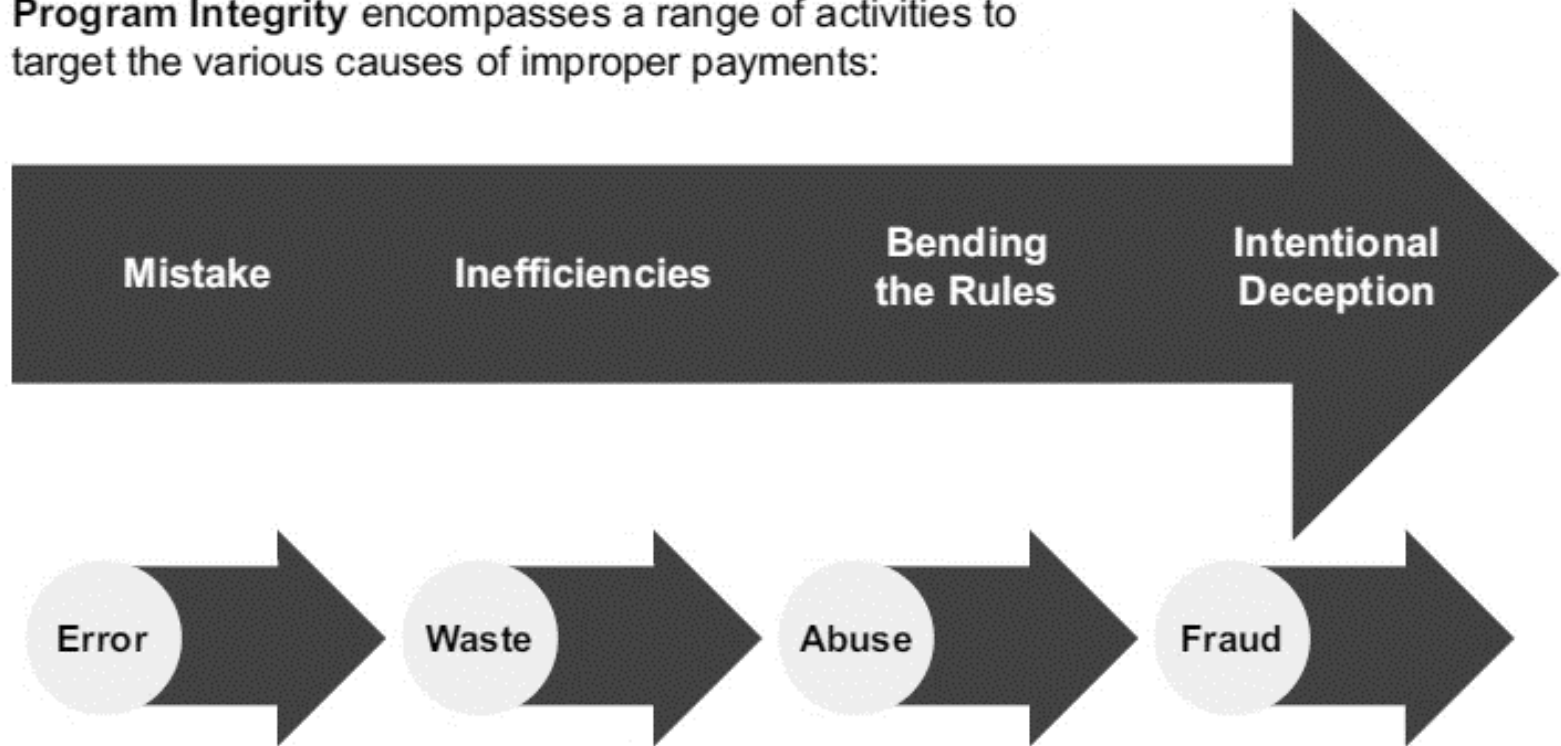 Program Integrity encompasses a range of activities to
target the various causes of improper payments:
Mistake
Inefficiencies
Bending
the Rules
Intentional
Deception
Error
Waste
Abuse
Fraud